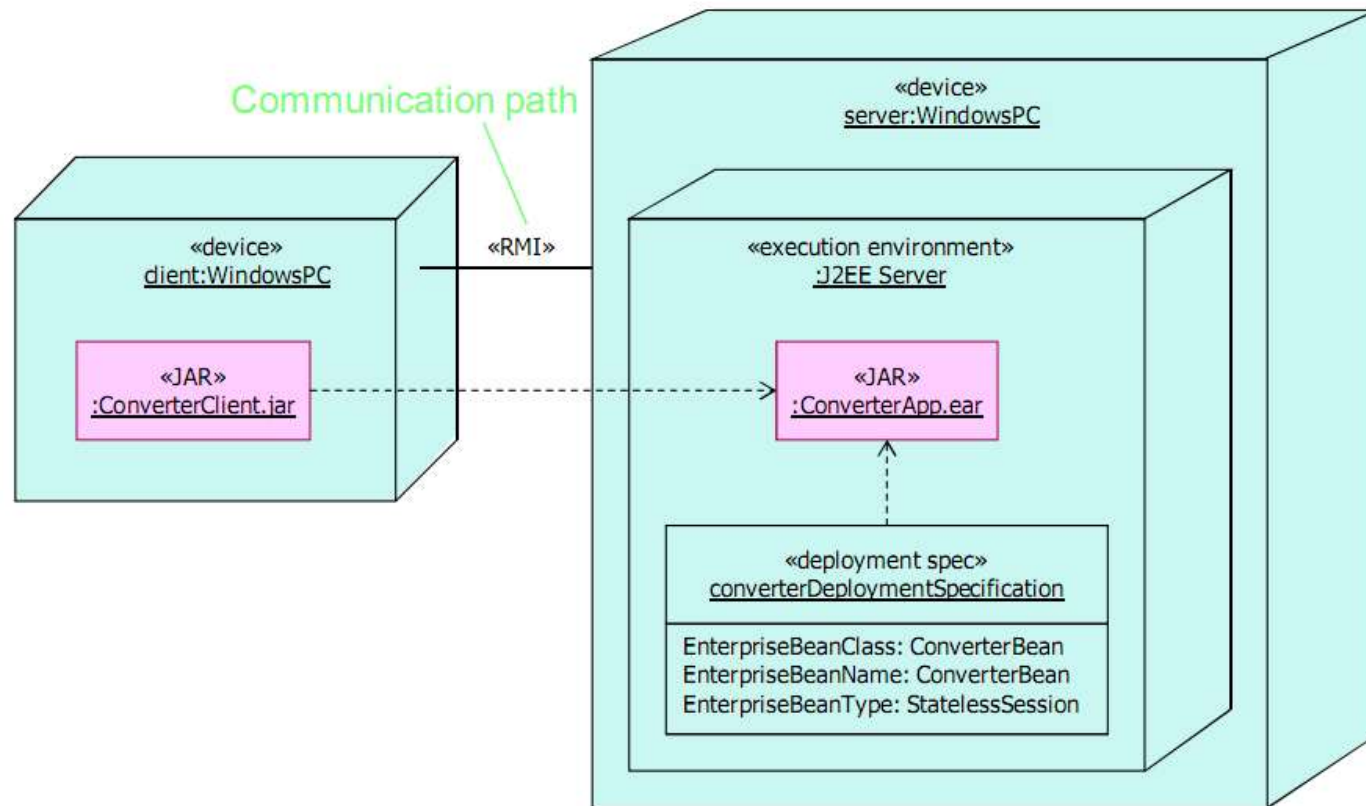 Communication path
«device»
server:WindowsPC
«device»
client:WindowsPC
«RMI»
«execution environment»
:J2EE Server
«JAR»
:ConverterClient.jar
«JAR»
:ConverterApp.ear
«deployment spec»
converterDeploymentSpecification
EnterpriseBeanClass: ConverterBean
EnterpriseBeanName: ConverterBean
EnterpriseBeanType: StatelessSession